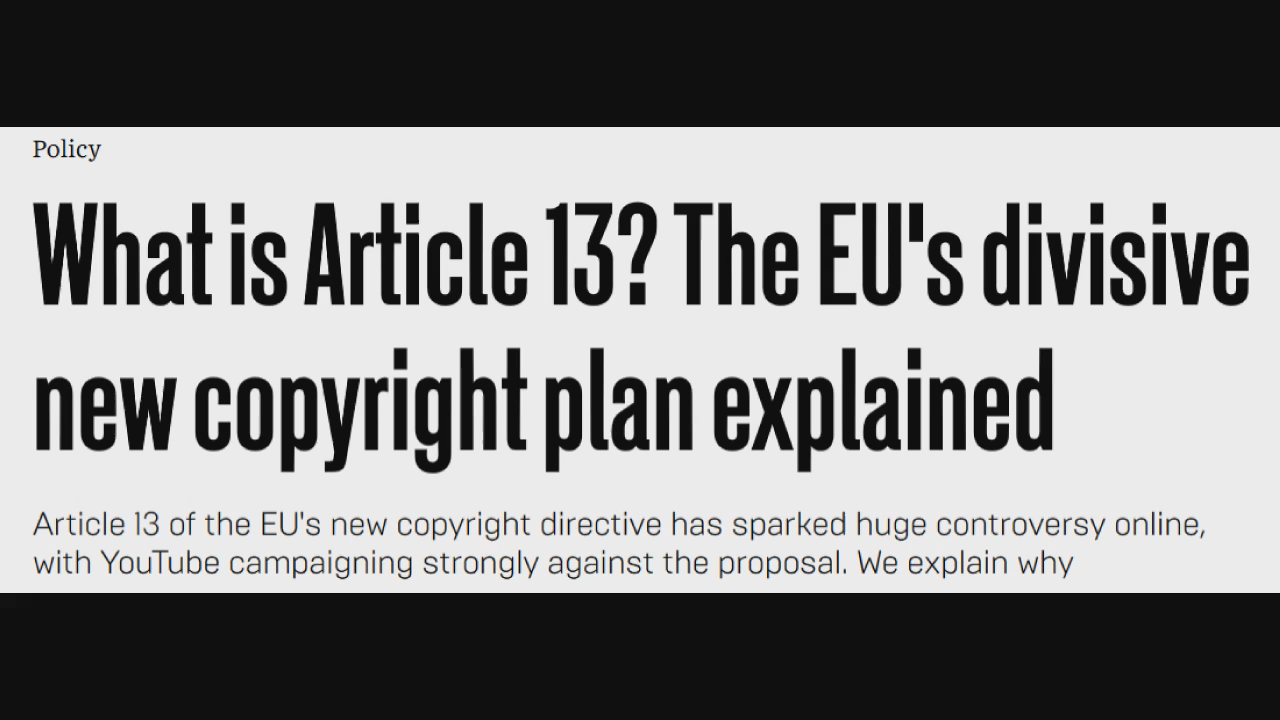 Policy
What is Article 13? The EU's divisive
new copyright plan explained
Article 13 of the EU's new copyright directive has sparked huge controversy online,
with YouTube campaigning strongly against the proposal. We explain why